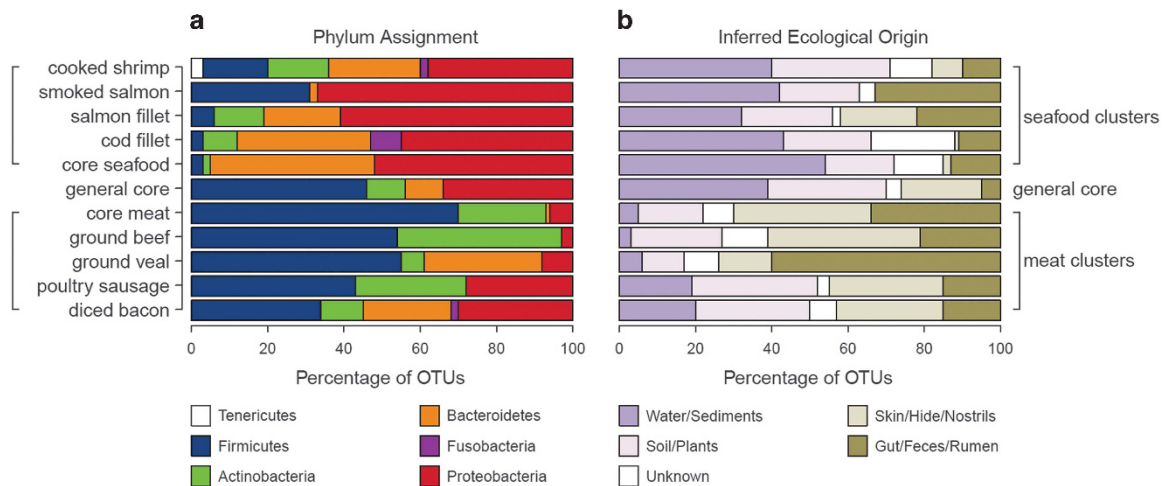 a
b
Phylum Assignment
Inferred Ecological Origin
cooked shrimp
smoked salmon
salmon fillet
cod fillet
core seafood
general core
core meat
ground beef
ground veal
poultry sausage
diced bacon
seafood clusters
general core
meat clusters
0 20 40 60 80 100
0 20 40 60 80 100
Percentage of OTUs
Percentage of OTUs
Tenericutes
Firmicutes
Actinobacteria
Bacteroidetes
Fusobacteria
Proteobacteria
Water/Sediments
Soil/Plants
Unknown
Skin/Hide/Nostrils
Gut/Feces/Rumen